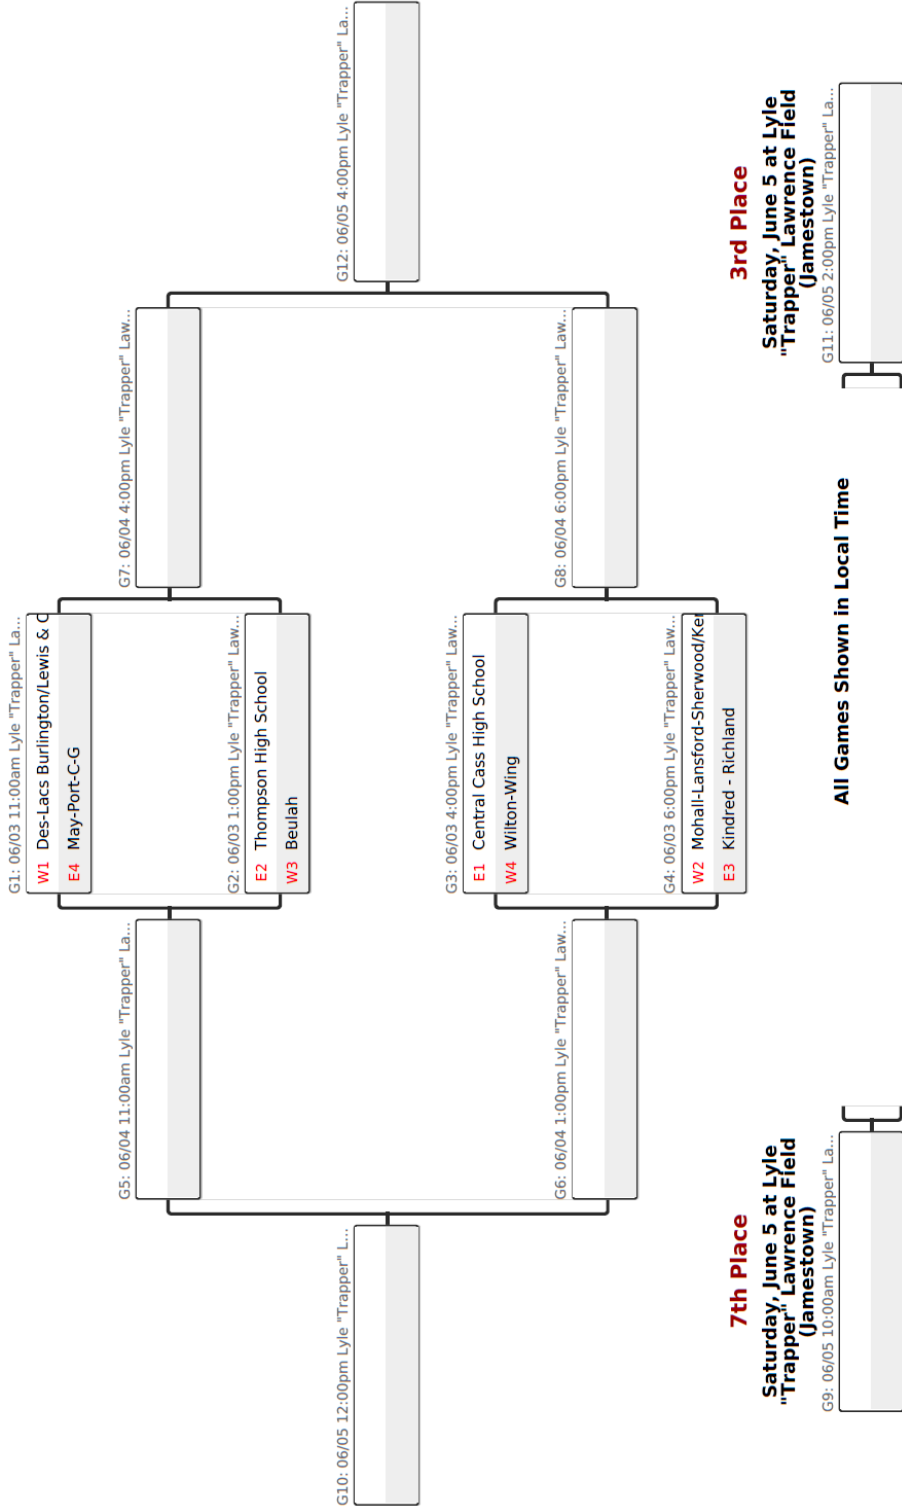 G1: 06/03 11:00am Lyle "Trapper" La...
W1 Des-Lacs Burlington/Lewis & C
E4 May-Port-C-G
G2: 06/03 1:00pm Lyle "Trapper" Law...
E2 Thompson High School
W3 Beulah
G3: 06/03 4:00pm Lyle "Trapper" Law...
E1 Central Cass High School
W4 Wilton-Wing
G4: 06/03 6:00pm Lyle "Trapper" Law...
W2 Mohall-Lansford-Sherwood/Ker
E3 Kindred - Richland
G5: 06/04 11:00am Lyle "Trapper" La...
G6: 06/04 1:00pm Lyle "Trapper" Law...
G7: 06/04 4:00pm Lyle "Trapper" Law...
G8: 06/04 6:00pm Lyle "Trapper" Law...
G10: 06/05 12:00pm Lyle "Trapper" L...
G12: 06/05 4:00pm Lyle "Trapper" La...
7th Place
Saturday, June 5 at Lyle
"Trapper" Lawrence Field
(Jamestown)
G9: 06/05 10:00am Lyle "Trapper" La...
All Games Shown in Local Time
3rd Place
Saturday, June 5 at Lyle
"Trapper" Lawrence Field
(Jamestown)
G11: 06/05 2:00pm Lyle "Trapper" La...